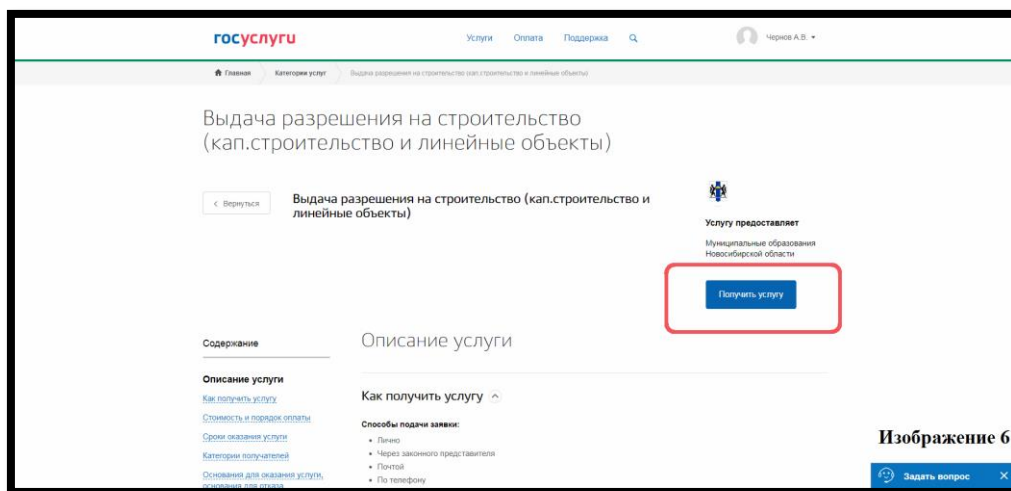 госуслуги
Услуги Оплата Поддержка
Чернов А.В.
Главная Категории услуг Выдача разрешения на строительство (кап.строительство и линейные объекты)
Выдача разрешения на строительство
(кап.строительство и линейные объекты)
Вернуться
Выдача разрешения на строительство (кап.строительство и
линейные объекты)
Услугу предоставляет
Муниципальные образования
Новосибирской области
Получить услугу
Содержание
Описание услуги
Описание услуги
Как получить услугу
Стоимость и порядок оплаты
Сроки оказания услуги
Категории получателей
Основания для оказания услуги,
основания для отказа
Как получить услугу
Способы подачи заявки:
• Лично
• Через законного представителя
• Почтой
• По телефону
Изображение 6
Задать вопрос ×